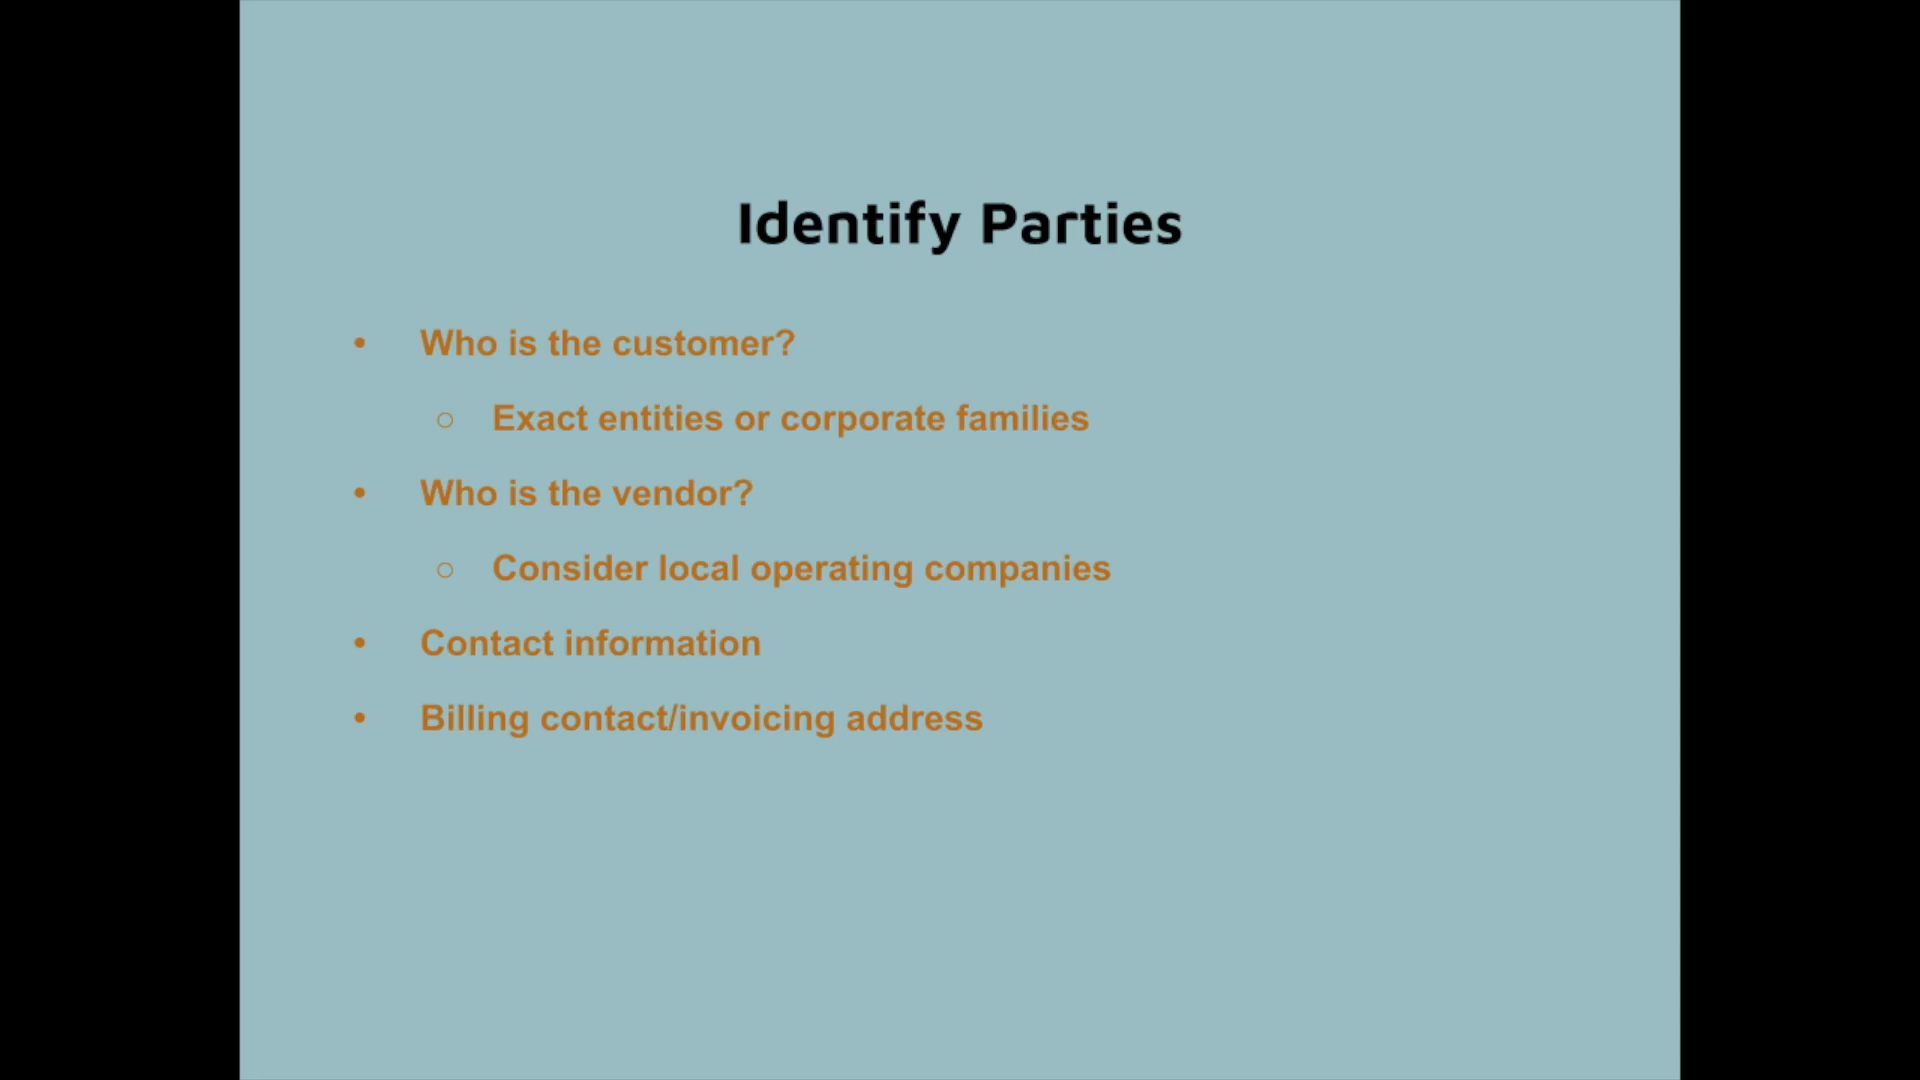 Identify Parties
• Who is the customer?
○ Exact entities or corporate families
• Who is the vendor?
○ Consider local operating companies
• Contact information
• Billing contact/invoicing address